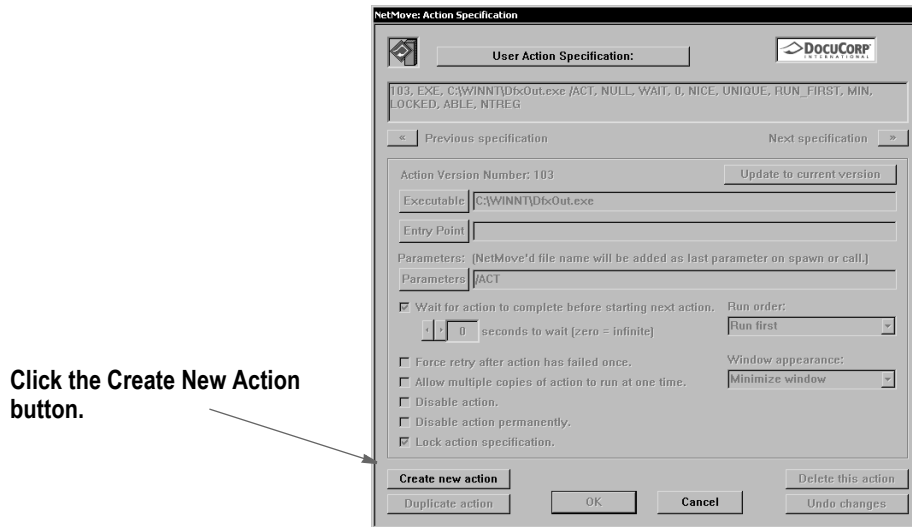 NetMove: Action Specification
User Action Specification:
DOCUCORP
INTERNATIONAL
103, EXE, C:\WINNT\DfxOut.exe /ACT, NULL, WAIT, 0, NICE, UNIQUE, RUN_FIRST, MIN,
LOCKED, ABLE, NTREG
« Previous specification
Next specification »
Action Version Number: 103
Update to current version
Executable C:\WINNT\DfxOut.exe
Entry Point
Parameters: (NetMove'd file name will be added as last parameter on spawn or call.)
Parameters /ACT
Wait for action to complete before starting next action.
Run order:
0 seconds to wait (zero = infinite)
Run first
Force retry after action has failed once.
Window appearance:
Allow multiple copies of action to run at one time.
Minimize window
Disable action.
Disable action permanently.
Lock action specification.
Click the Create New Action
button.
Create new action
Delete this action
Duplicate action
OK
Cancel
Undo changes